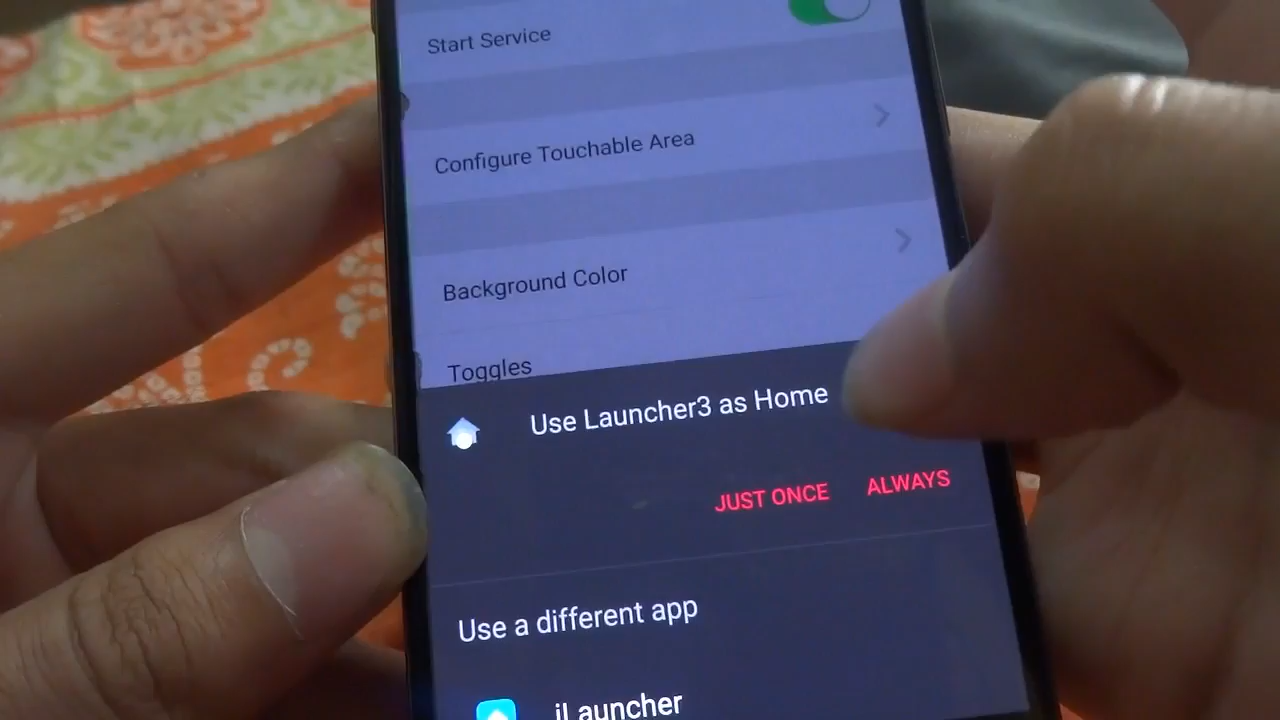 Start Service
Configure Touchable Area
Background Color
Toggles
Use Launcher3 as Home
JUST ONCE
ALWAYS
Use a different app
iLauncher